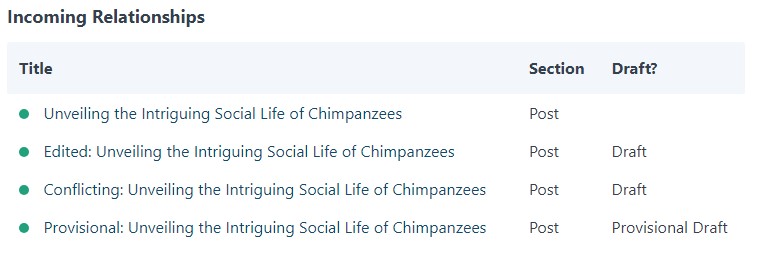 Incoming Relationships
Title Section Draft?
Unveiling the Intriguing Social Life of Chimpanzees Post
Edited: Unveiling the Intriguing Social Life of Chimpanzees Post Draft
Conflicting: Unveiling the Intriguing Social Life of Chimpanzees Post Draft
Provisional: Unveiling the Intriguing Social Life of Chimpanzees Post Provisional Draft